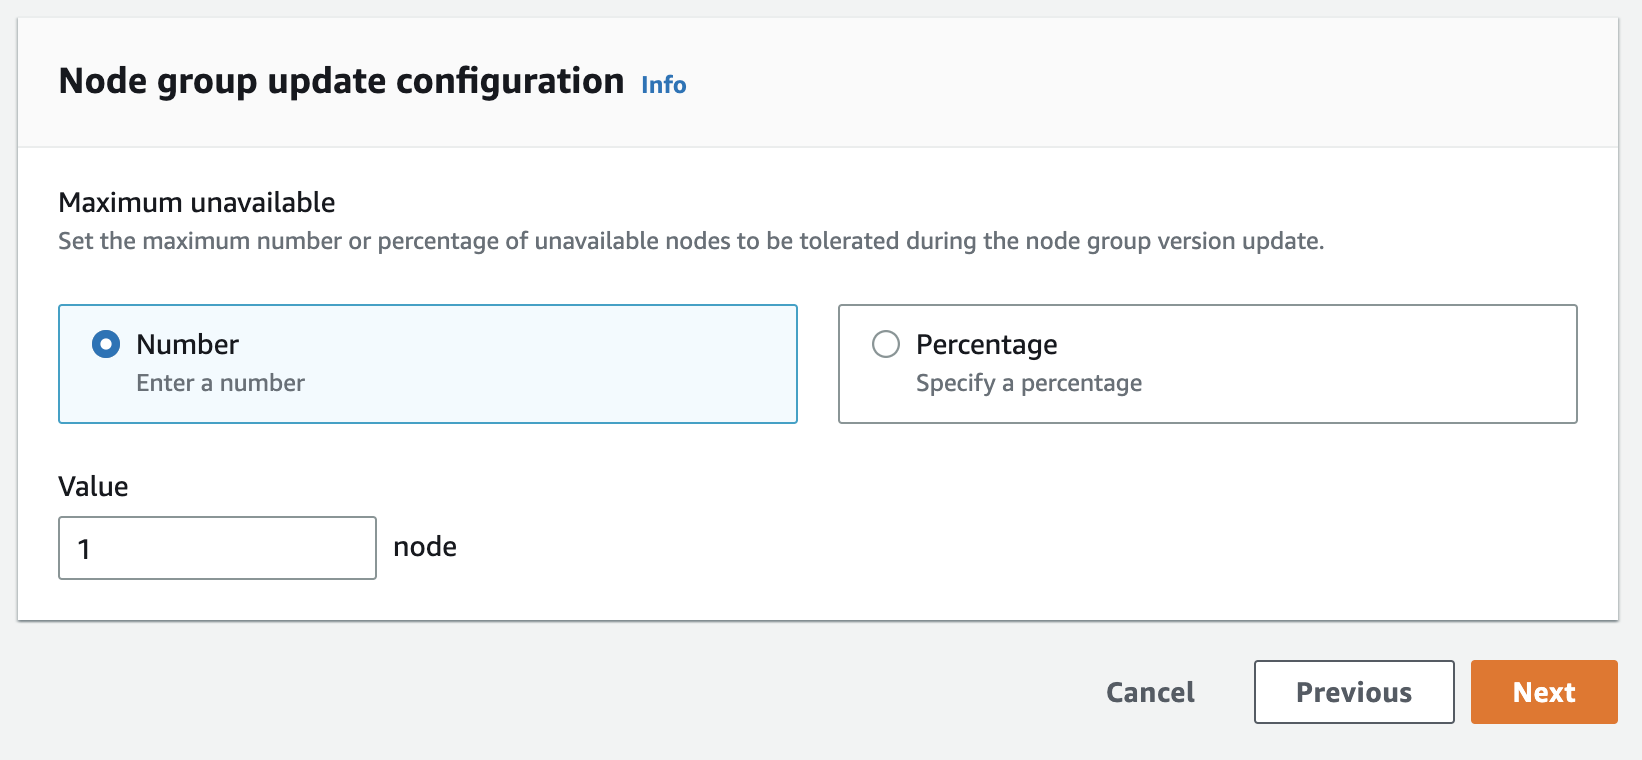 Node group update configuration Info
Maximum unavailable
Set the maximum number or percentage of unavailable nodes to be tolerated during the node group version update.
Number
Enter a number
Percentage
Specify a percentage
Value
1 node
Cancel Previous Next